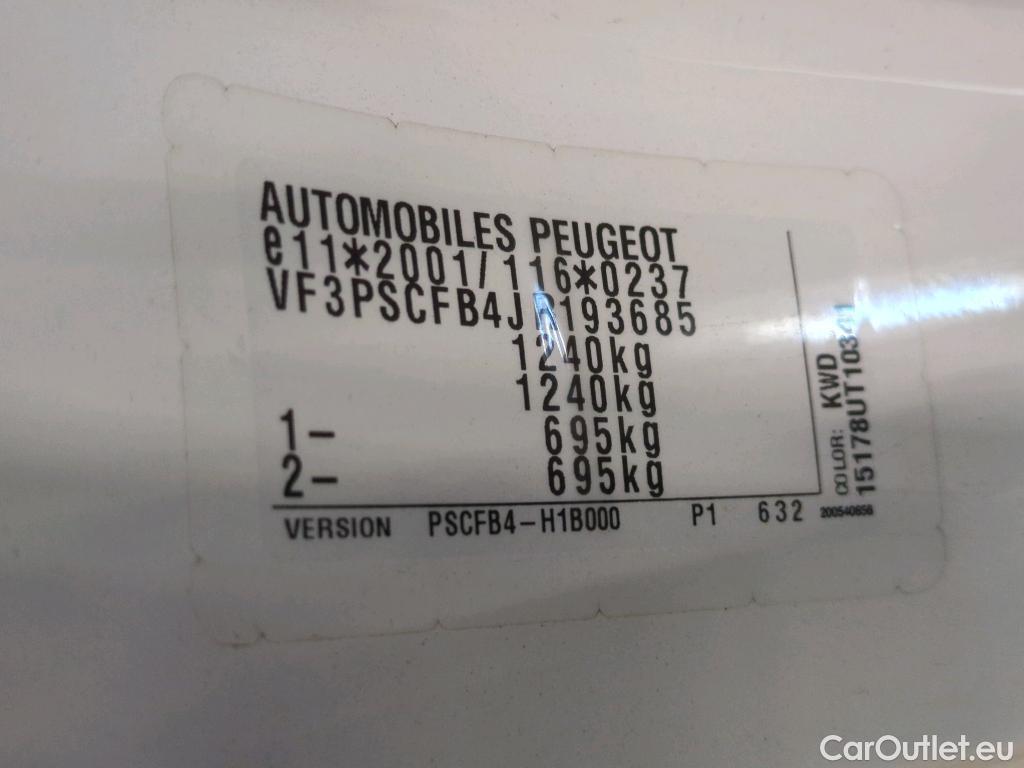 AUTOMOBILES PEUGEOT
e11*2001/116*0237
1240kg
1240kg
1- 695kg
2- 695kg
VERSION PSCFB4-H1B000 P1 632
COLOR: KWD
200540656
CarOutlet.eu